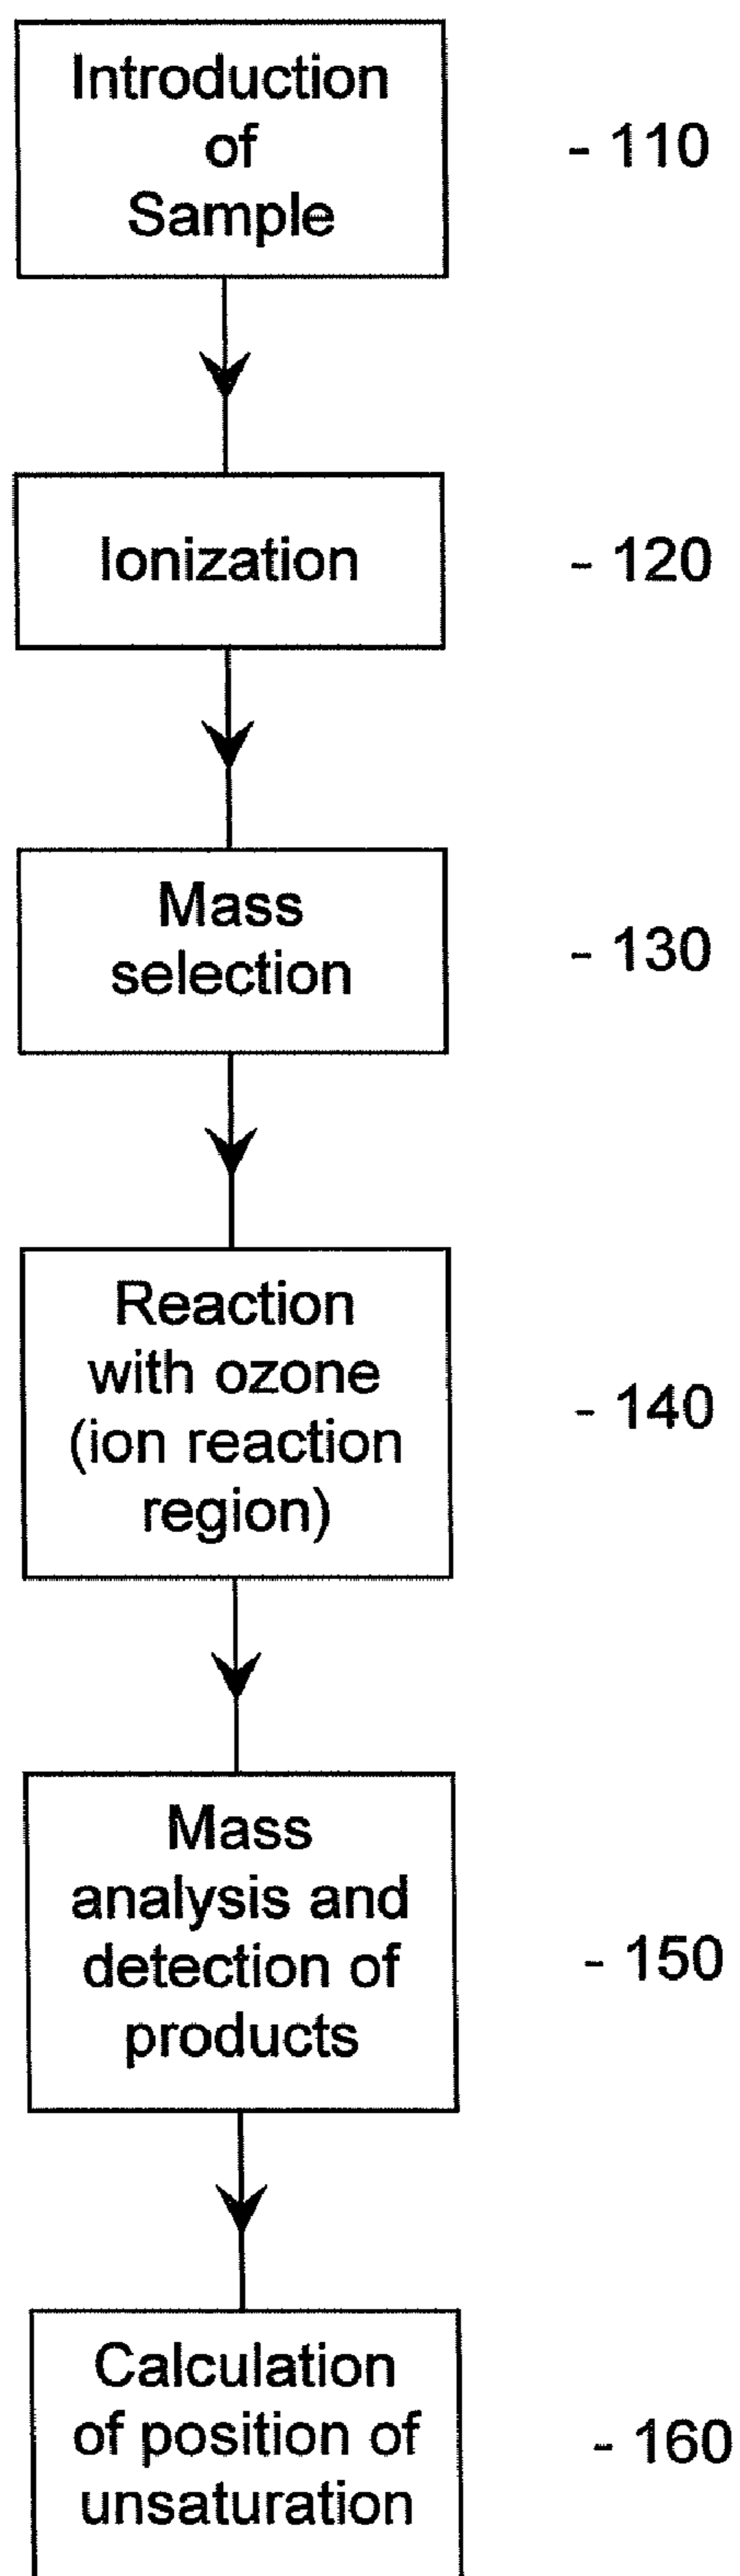 Introduction
of
Sample
- 110
Ionization
- 120
Mass
selection
- 130
Reaction
with ozone
(ion reaction
region)
- 140
Mass
analysis and
detection of
products
- 150
Calculation
of position of
unsaturation
- 160